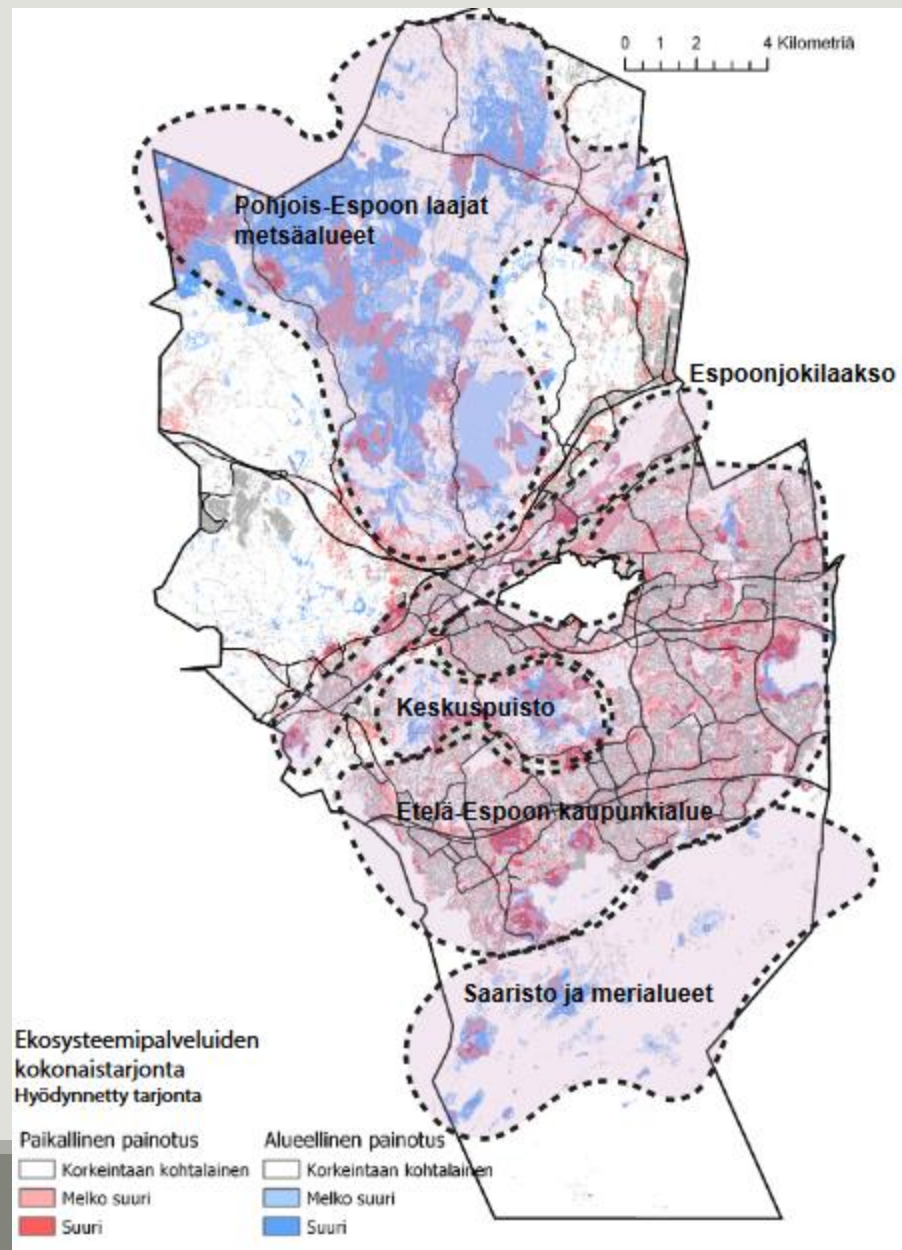 0 1 2 4 Kilometriä
Pohjois-Espoon laajat
metsäalueet
Espoonjokilaakso
Keskuspuisto
Etelä-Espoon kaupunkialue
Saaristo ja merialueet
Ekosysteemipalveluiden
kokonaistarjonta
Hyödynnetty tarjonta
Paikallinen painotus Alueellinen painotus
Korkeintaan kohtalainen Korkeintaan kohtalainen
Melko suuri Melko suuri
Suuri Suuri